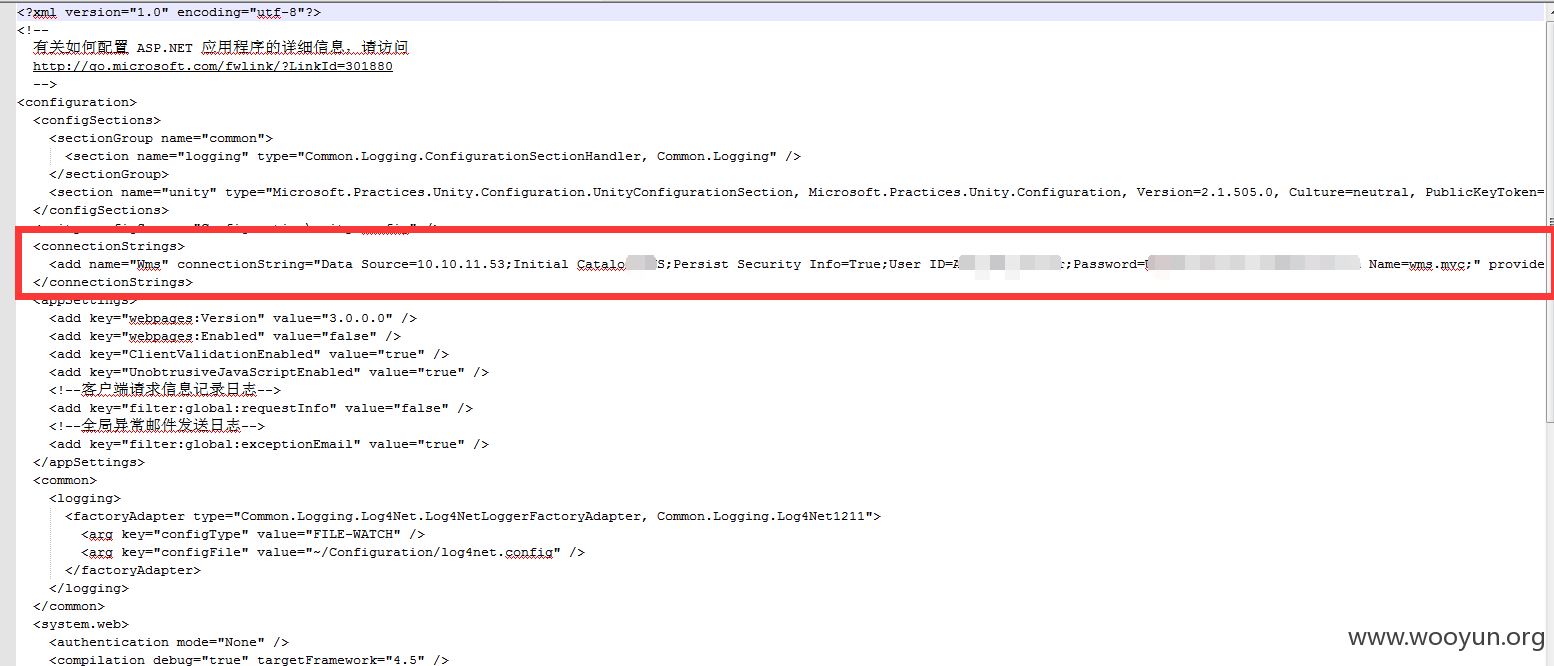 <?xml version="1.0" encoding="utf-8"?>
<!--
有关如何配置 ASP.NET 应用程序的详细信息，请访问
http://go.microsoft.com/fwlink/?LinkId=301880
-->
<configuration>
<configSections>
<sectionGroup name="common">
<section name="logging" type="Common.Logging.ConfigurationSectionHandler, Common.Logging" />
</sectionGroup>
<section name="unity" type="Microsoft.Practices.Unity.Configuration.UnityConfigurationSection, Microsoft.Practices.Unity.Configuration, Version=2.1.505.0, Culture=neutral, PublicKeyToken=
</configSections>
<connectionStrings>
<add name="Wms" connectionString="Data Source=10.10.11.53;Initial Catalo S;Persist Security Info=True;User ID=A ;Password= Name=wms.mvc;" provide
</connectionStrings>
<appSettings>
<add key="webpages:Version" value="3.0.0.0" />
<add key="webpages:Enabled" value="false" />
<add key="ClientValidationEnabled" value="true" />
<add key="UnobtrusiveJavaScriptEnabled" value="true" />
<!--客户端请求信息记录日志-->
<add key="filter:global:requestInfo" value="false" />
<!--全局异常邮件发送日志-->
<add key="filter:global:exceptionEmail" value="true" />
</appSettings>
<common>
<logging>
<factoryAdapter type="Common.Logging.Log4Net.Log4NetLoggerFactoryAdapter, Common.Logging.Log4Net1211">
<arg key="configType" value="FILE-WATCH" />
<arg key="configFile" value="~/Configuration/log4net.config" />
</factoryAdapter>
</logging>
</common>
<system.web>
<authentication mode="None" />
<compilation debug="true" targetFramework="4.5" />
www.wooyun.org